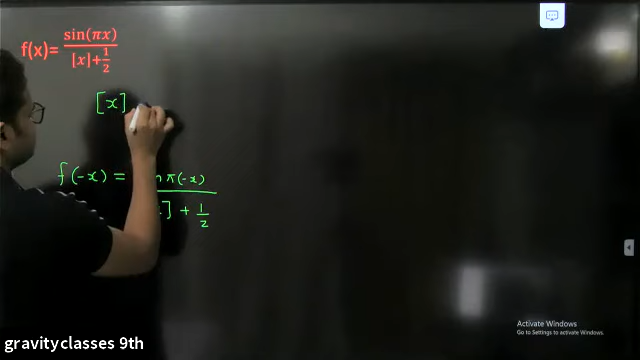 f(x)= sin(πx) / [x]+1/2
[x]
f(-x) = π(-x) / ] + 1/2
Activate Windows
Go to Settings to activate Windows.
gravityclasses 9th